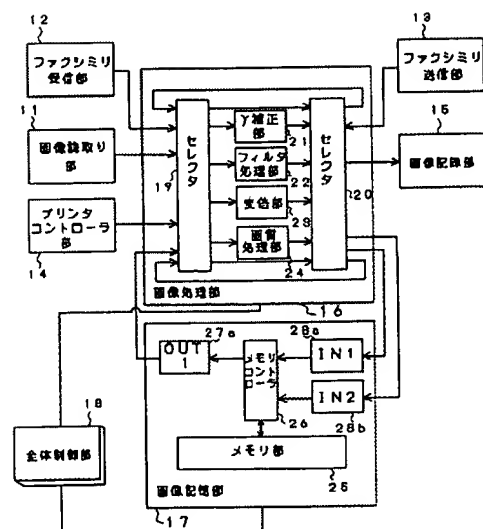 12
ファクシミリ
受信部
13
ファクシミリ
送信部
11
画像読取り
部
15
画像記録部
14
プリンタ
コントローラ
部
セレクタ
19
γ補正
部
21
フィルタ
処理部
22
変倍部
23
画質
処理部
24
セレクタ
20
画像処理部
16
27a
OUT
1
メモリ
コント
ローラ
26
28a
IN1
IN2
28b
メモリ部
25
画像記憶部
17
18
全体制御部